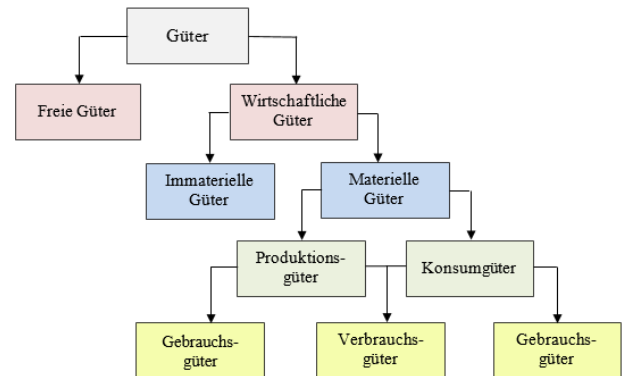 Güter
Freie Güter
Wirtschaftliche
Güter
Immaterielle
Güter
Materielle
Güter
Produktions-
güter
Konsumgüter
Gebrauchs-
güter
Verbrauchs-
güter
Gebrauchs-
güter